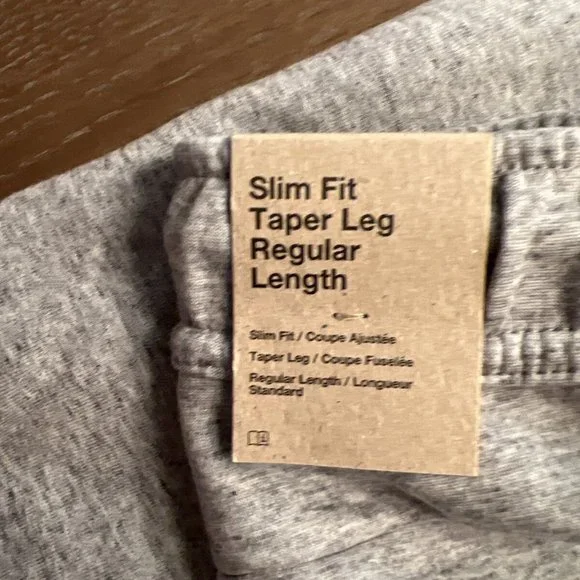 Slim Fit
Taper Leg
Regular
Length
Slim Fit / Coupe Ajustée
Taper Leg / Coupe Fuselée
Regular Length / Longueur
Standard